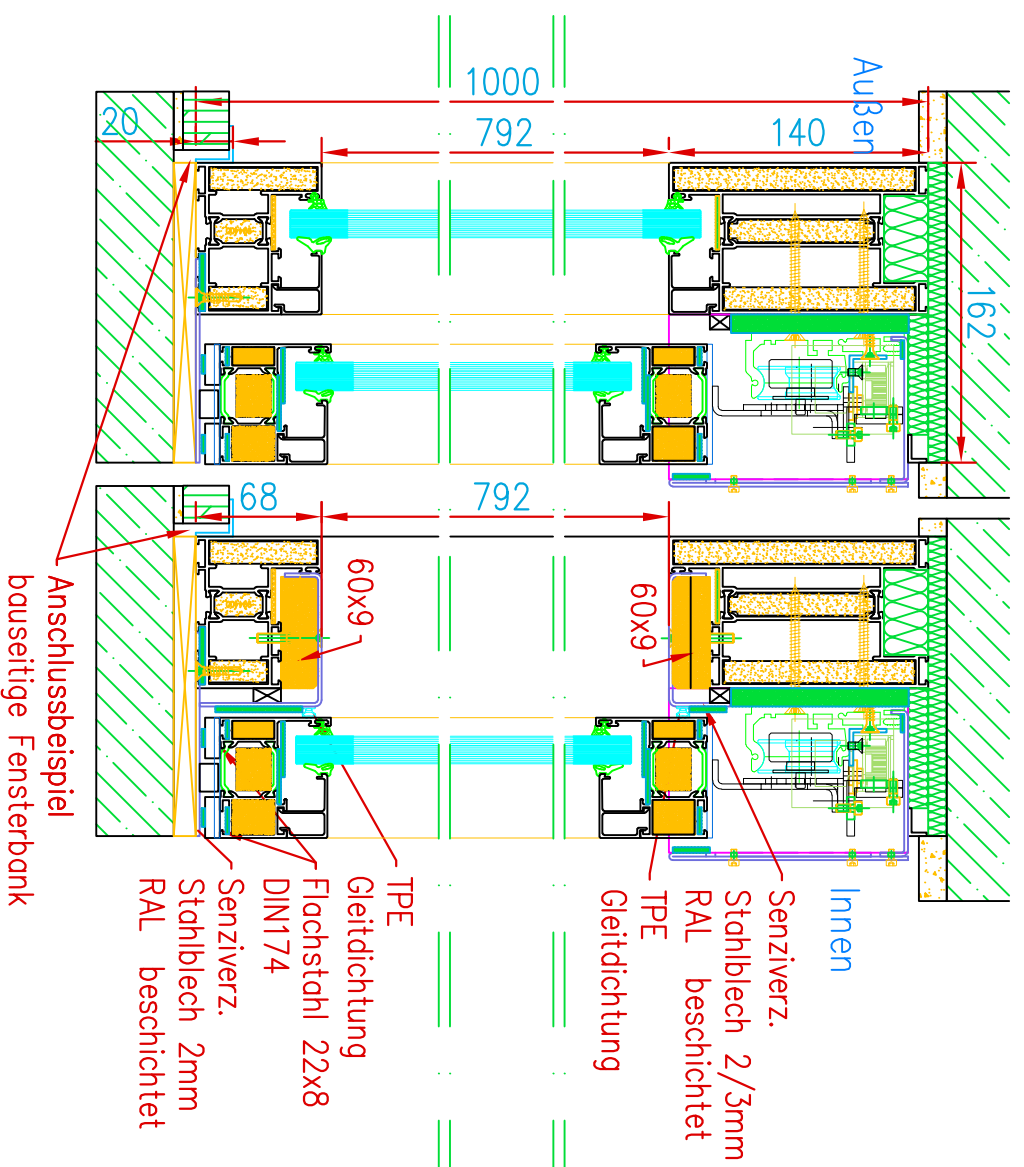 1000
20
792
140
Außen
162
68
792
60x9
60x9
Anschlussbeispiel
bauseitige Fensterbank
Innen
Senziverz.
Stahlblech 2/3mm
RAL beschichtet
TPE
Gleitdichtung
TPE
Gleitdichtung
Flachstahl 22x8
DIN174
Senziverz.
Stahlblech 2mm
RAL beschichtet